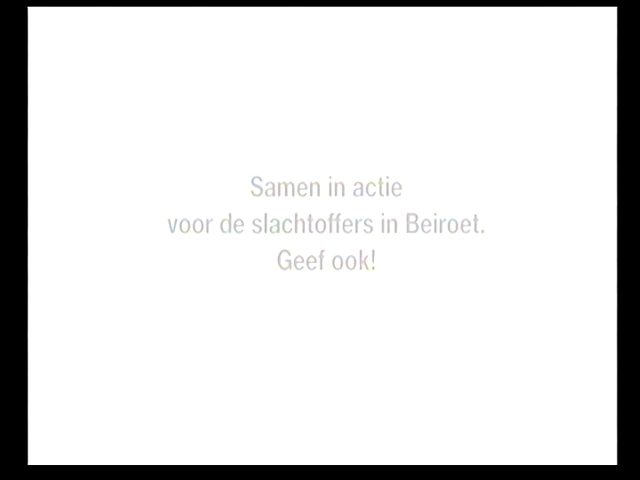 Samen in actie
voor de slachtoffers in Beiroet.
Geef ook!